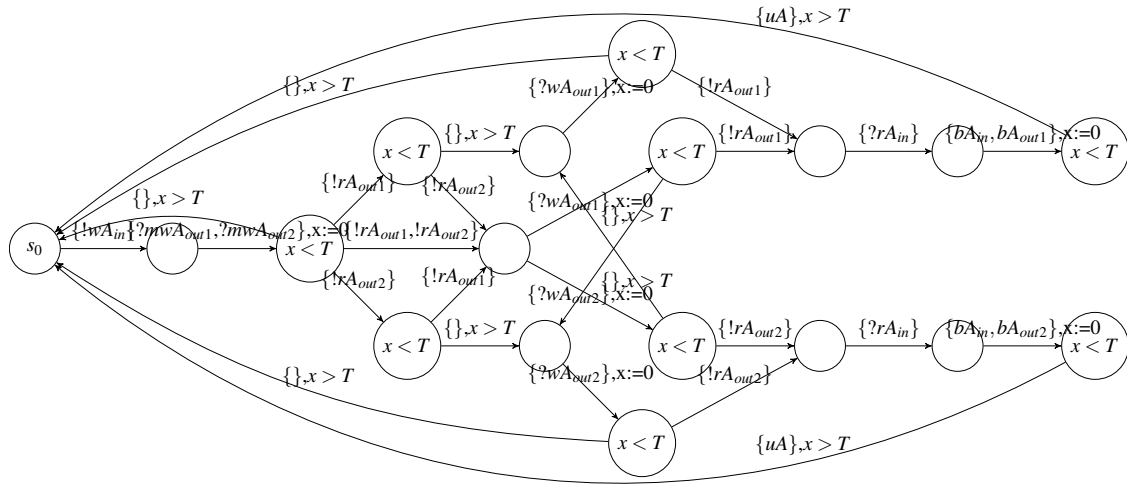 {uA},x > T
x < T
{},x > T
{?wA_out1},x:=0
{!rA_out1}
{},x > T
{!rA_out1}
{?rA_in}
{bA_in, bA_out1},x:=0
x < T
x < T
x < T
{!rA_out1}
{!rA_out2}
{},x > T
{?wA_out1},x:=0
{},x > T
{!wA_in}
{?mwA_out1,?mwA_out2},x:=0
{!rA_out1,!rA_out2}
s_0
x < T
{!rA_out2}
{!rA_out1}
{},x > T
{?wA_out2},x:=0
{},x > T
{!rA_out2}
{?rA_in}
{bA_in, bA_out2},x:=0
x < T
x < T
x < T
{},x > T
{?wA_out2},x:=0
{!rA_out2}
x < T
{uA},x > T